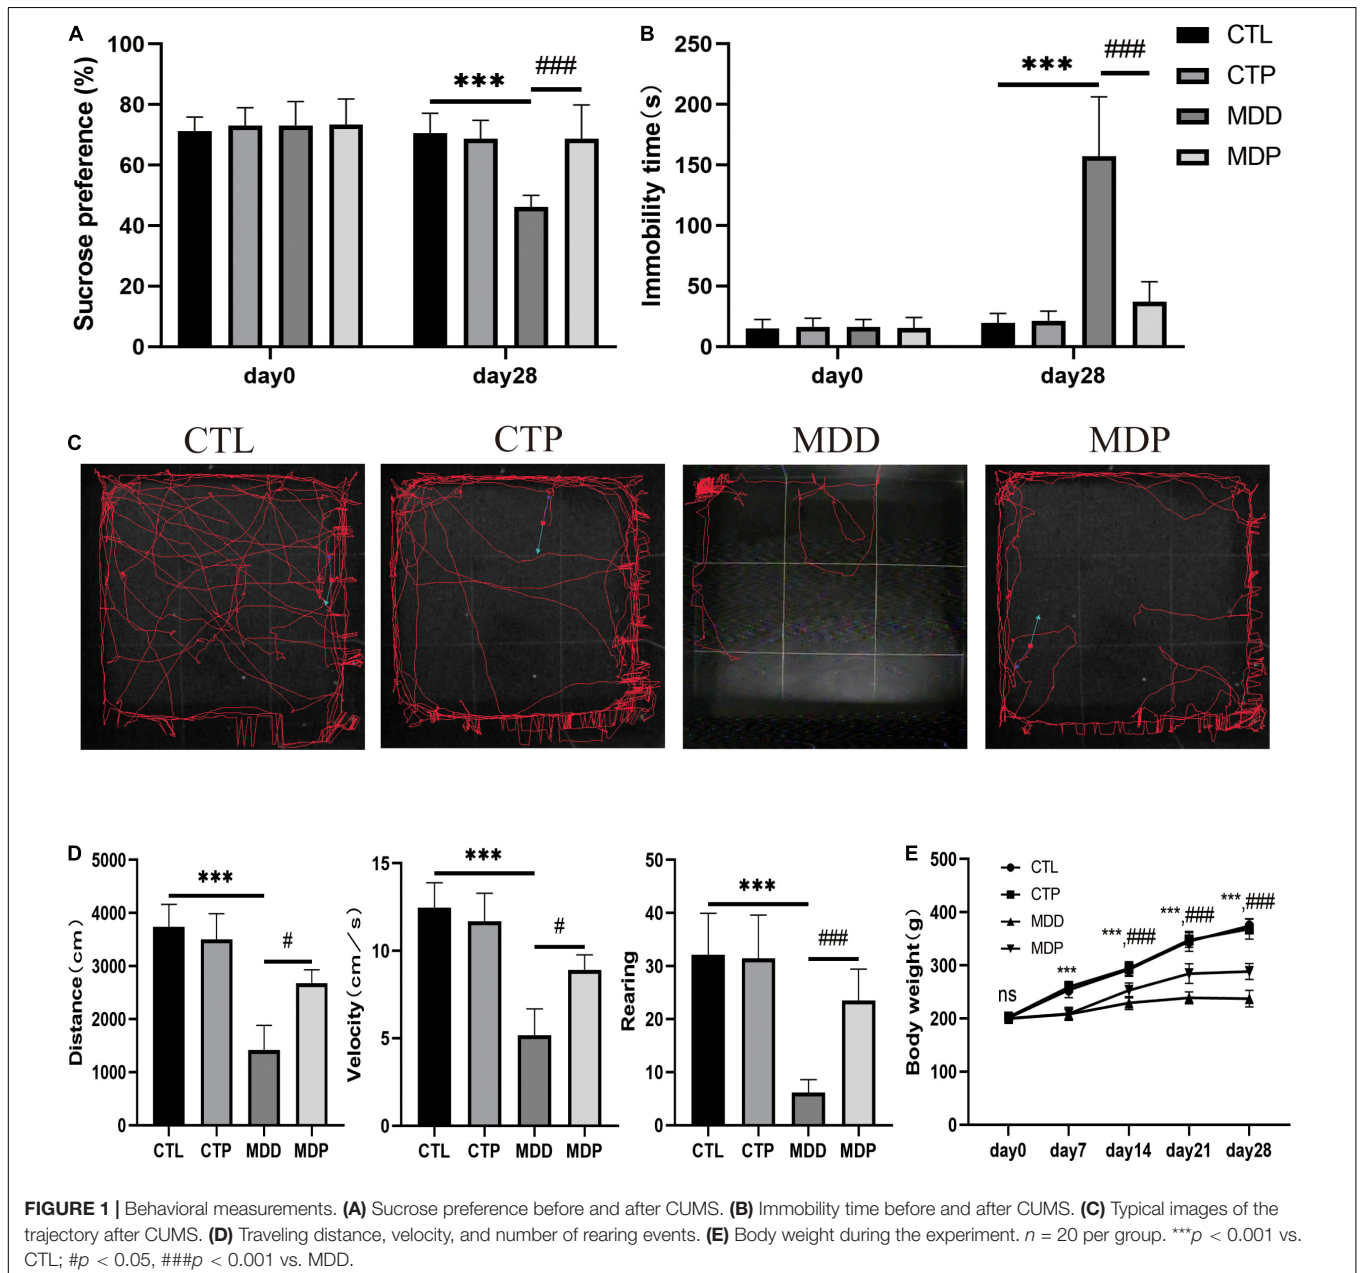 A
Sucrose preference (%)
100
80
60
40
20
0
***
###
day0
day28
B
Immobility time(s)
250
200
150
100
50
0
***
###
day0
day28
CTL
CTP
MDD
MDP
C
CTL
CTP
MDD
MDP
D
Distance(cm)
5000
4000
3000
2000
1000
0
***
#
CTL CTP MDD MDP
Velocity(cm/s)
15
10
5
0
***
#
CTL CTP MDD MDP
Rearing
50
40
30
20
10
0
***
###
CTL CTP MDD MDP
E
Body weight(g)
500
400
300
200
100
0
CTL
CTP
MDD
MDP
ns
***
***,###
***,###
***,###
day0 day7 day14 day21 day28
FIGURE 1 | Behavioral measurements. (A) Sucrose preference before and after CUMS. (B) Immobility time before and after CUMS. (C) Typical images of the
trajectory after CUMS. (D) Traveling distance, velocity, and number of rearing events. (E) Body weight during the experiment. n = 20 per group. ***p < 0.001 vs.
CTL; #p < 0.05, ###p < 0.001 vs. MDD.